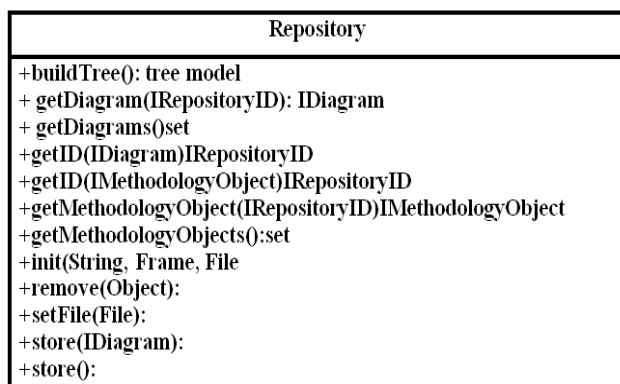 Repository
+buildTree(): tree model
+ getDiagram(IRepositoryID): IDiagram
+ getDiagrams()set
+getID(IDiagram)IRepositoryID
+getID(IMethodologyObject)IRepositoryID
+getMethodologyObject(IRepositoryID)IMethodologyObject
+getMethodologyObjects():set
+init(String, Frame, File
+remove(Object):
+setFile(File):
+store(IDiagram):
+store():